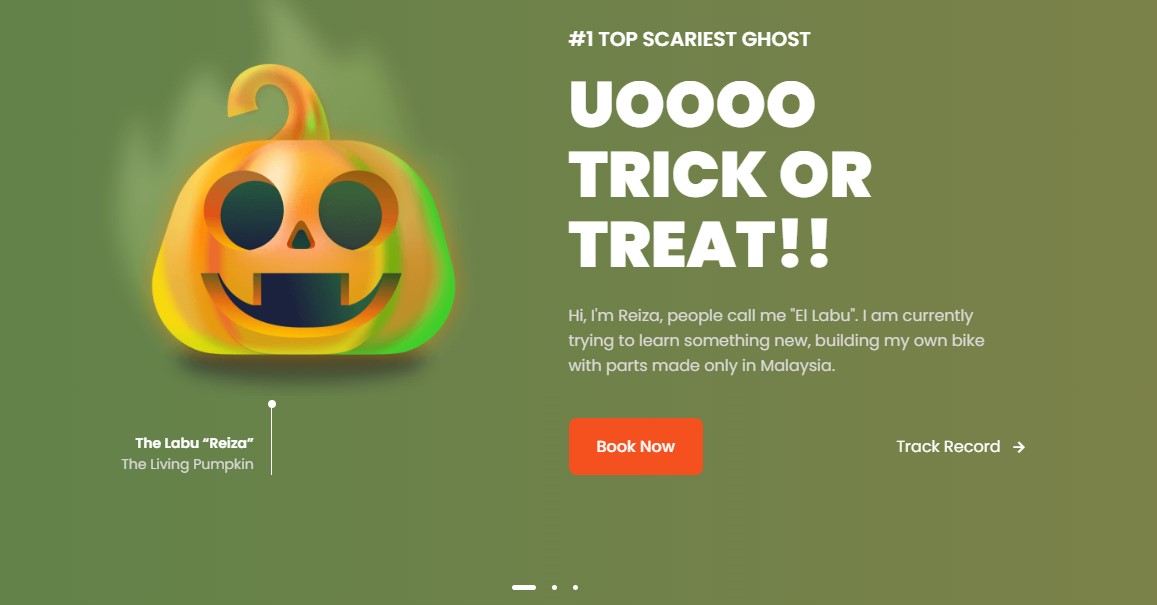 #1 TOP SCARIEST GHOST
UOOOO
TRICK OR
TREAT!!
Hi, I'm Reiza, people call me "El Labu". I am currently
trying to learn something new, building my own bike
with parts made only in Malaysia.
Book Now
Track Record →
The Labu “Reiza”
The Living Pumpkin